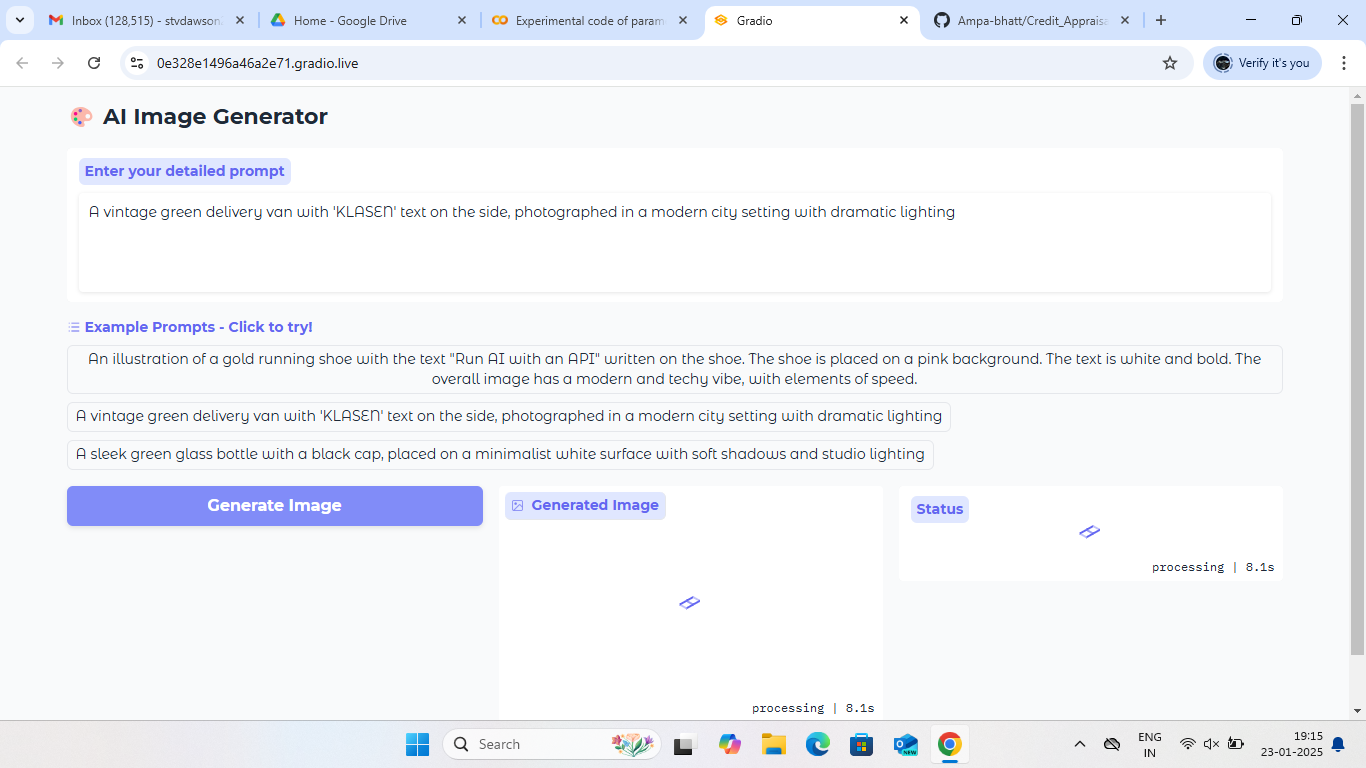 Inbox (128,515) - stvdawson
Home - Google Drive
Experimental code of param
Gradio
Ampa-bhatt/Credit_Appraisa
0e328e1496a46a2e71.gradio.live
Verify it's you
AI Image Generator
Enter your detailed prompt
A vintage green delivery van with 'KLASEN' text on the side, photographed in a modern city setting with dramatic lighting
Example Prompts - Click to try!
An illustration of a gold running shoe with the text "Run AI with an API" written on the shoe. The shoe is placed on a pink background. The text is white and bold. The
overall image has a modern and techy vibe, with elements of speed.
A vintage green delivery van with 'KLASEN' text on the side, photographed in a modern city setting with dramatic lighting
A sleek green glass bottle with a black cap, placed on a minimalist white surface with soft shadows and studio lighting
Generate Image
Generated Image
Status
processing | 8.1s
processing | 8.1s
Search
NEW
ENG
IN
19:15
23-01-2025